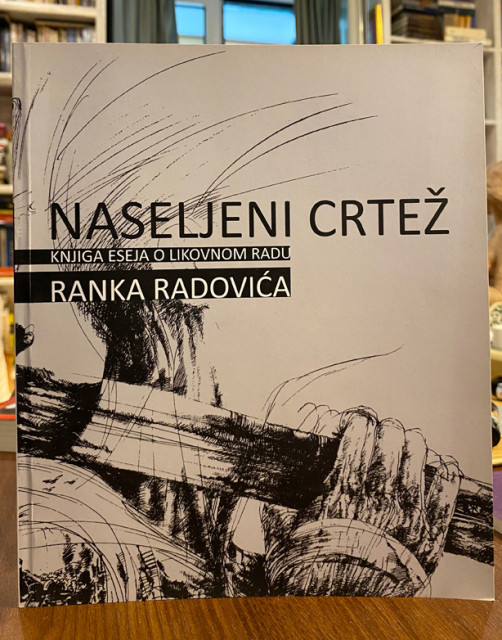 NASELJENI CRTEŽ
KNJIGA ESEJA O LIKOVNOM RADU
RANKA RADOVIĆA